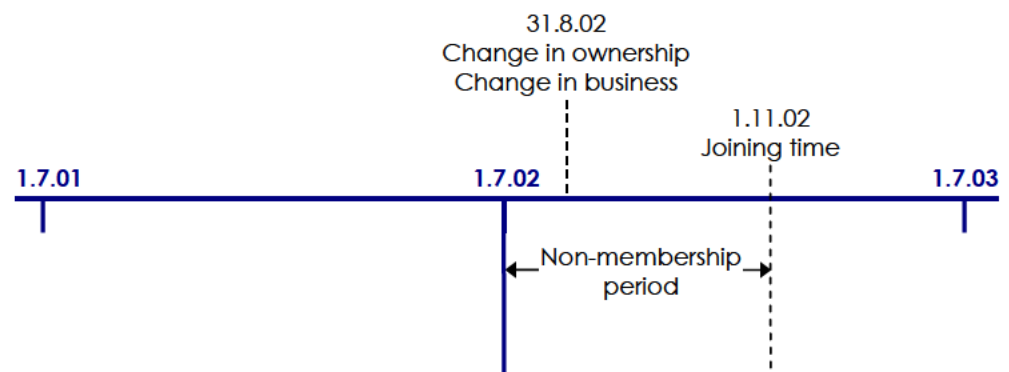 31.8.02
Change in ownership
Change in business
1.11.02
Joining time
1.7.01
1.7.02
1.7.03
Non-membership
period